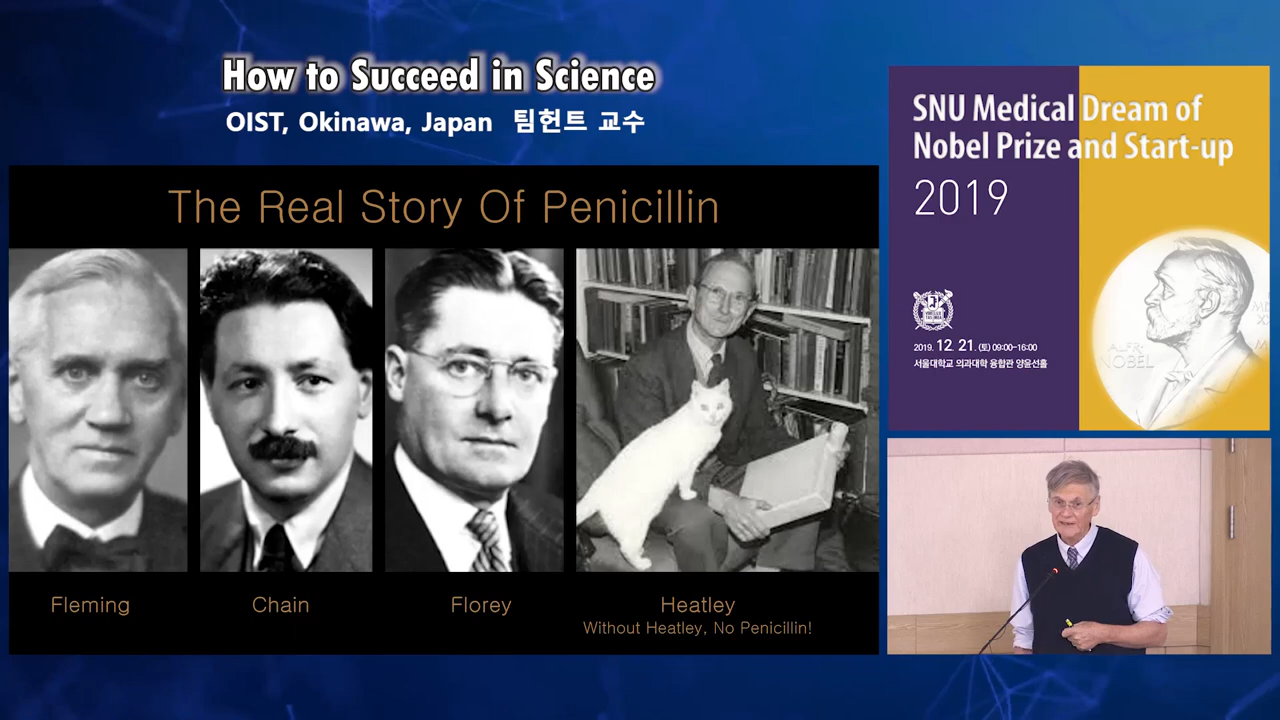 How to Succeed in Science
OIST, Okinawa, Japan 팀헌트 교수
The Real Story Of Penicillin
Fleming
Chain
Florey
Heatley
Without Heatley, No Penicillin!
SNU Medical Dream of
Nobel Prize and Start-up
2019
2019. 12. 21. (토) 09:00~16:00
서울대학교 의과대학 융합관 양윤선홀
ALFR.
NOBEL